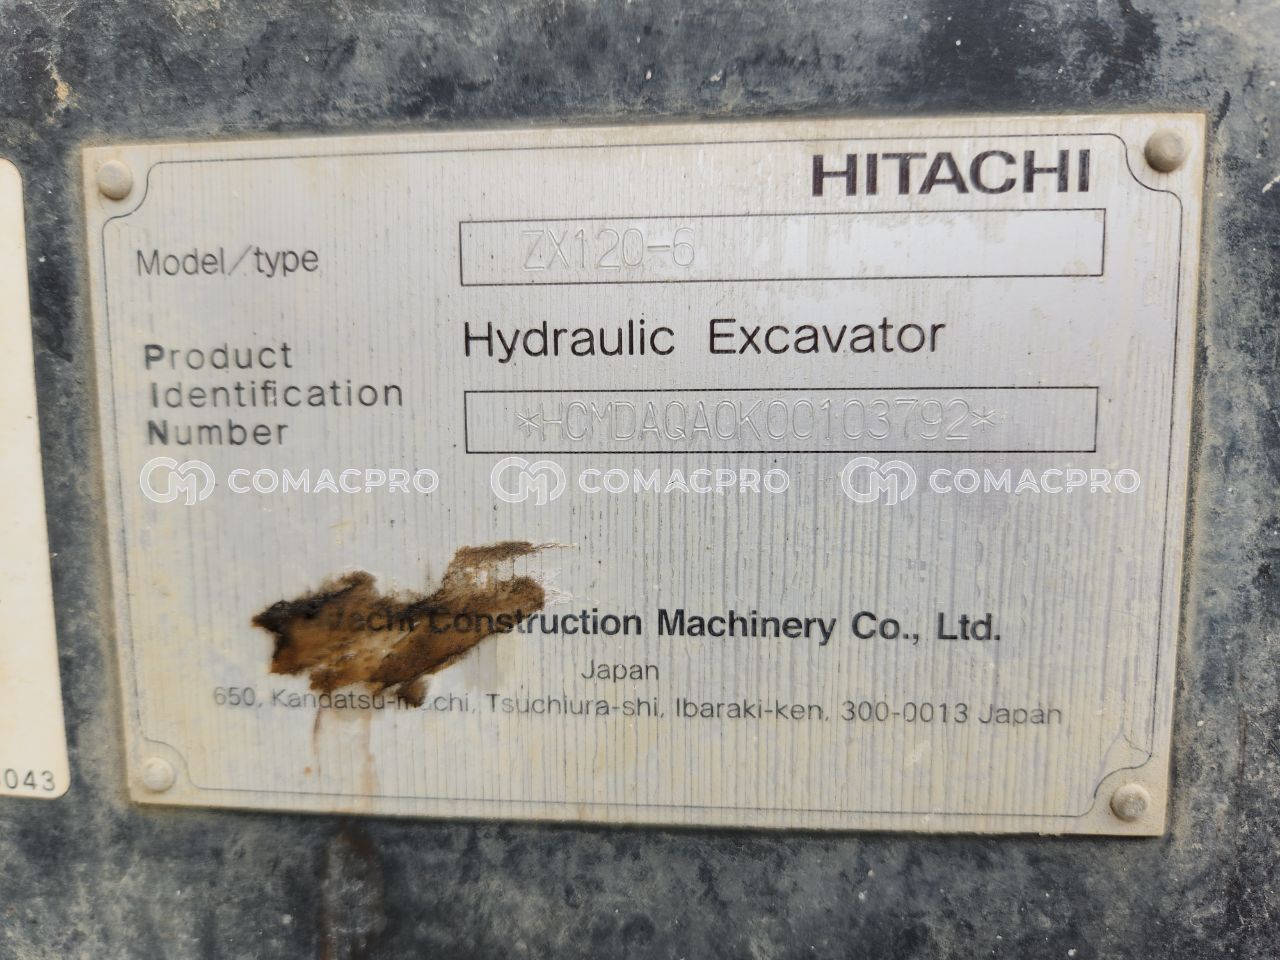 HITACHI
Model/type ZX120-6
Hydraulic Excavator
Product
Identification
Number
*HCMDAQA0K00103792*
COMACPRO COMACPRO COMACPRO
Construction Machinery Co., Ltd.
Japan
650, Kandatsu-machi, Tsuchiura-shi, Ibaraki-ken, 300-0013 Japan
043